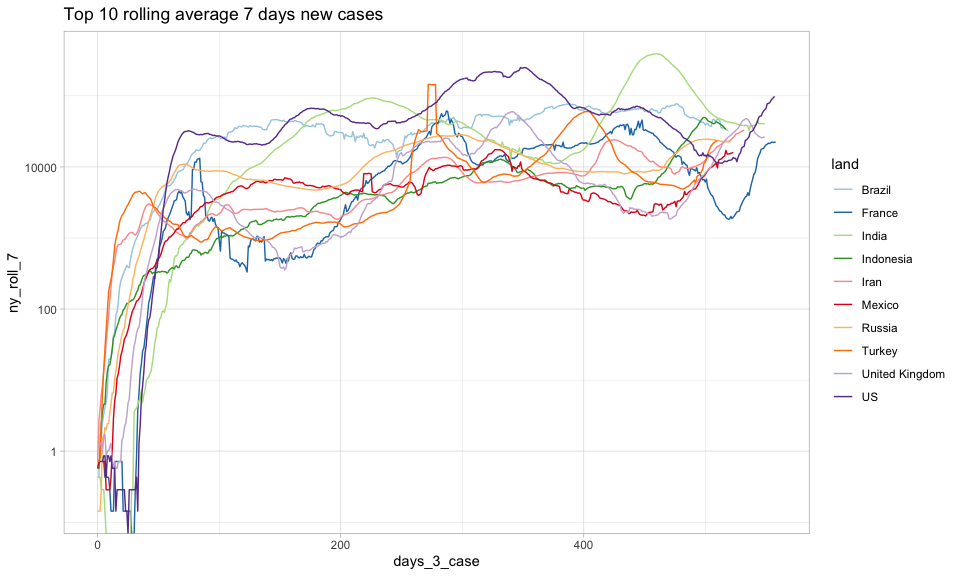 Top 10 rolling average 7 days new cases
ny_roll_7
10000
100
1
0
200
400
days_3_case
land
Brazil
France
India
Indonesia
Iran
Mexico
Russia
Turkey
United Kingdom
US